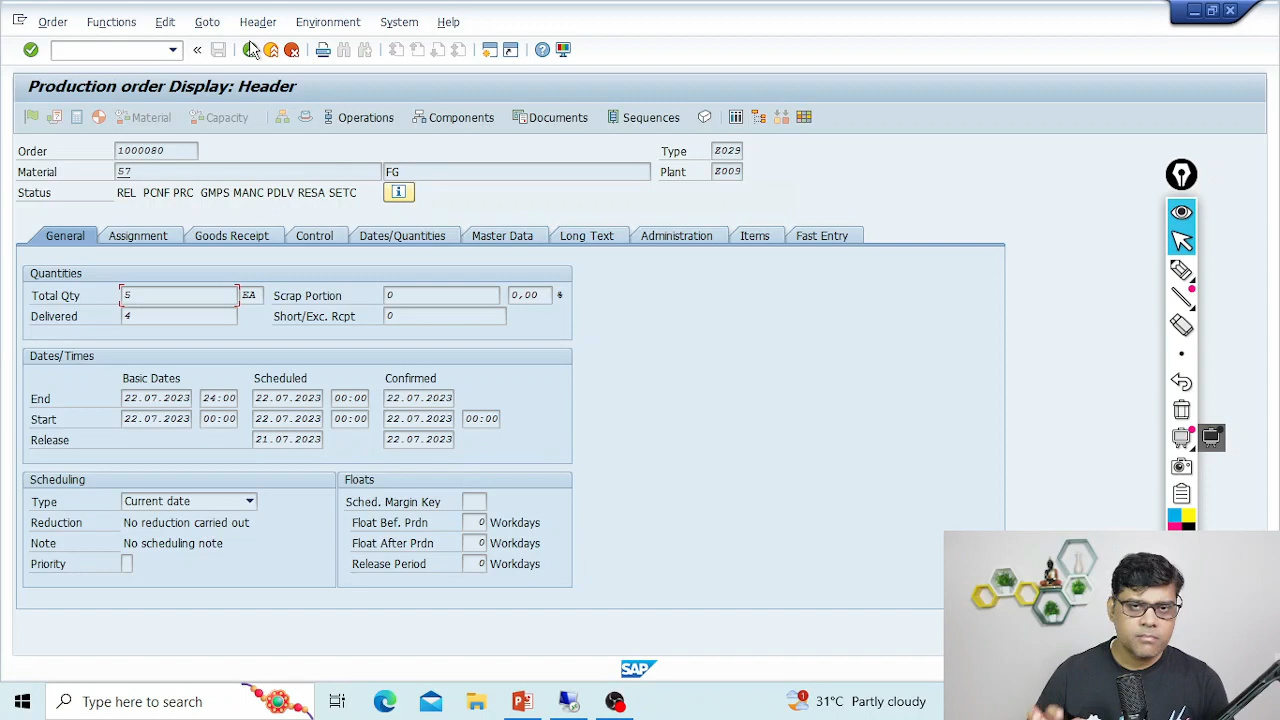 Order Functions Edit Goto Header Environment System Help
Production order Display: Header
Material Capacity Operations Components Documents Sequences
Order 1000080 Type Z029
Material 57 FG Plant Z009
Status REL PCNF PRC GMPS MANC PDLV RESA SETC
General Assignment Goods Receipt Control Dates/Quantities Master Data Long Text Administration Items Fast Entry
Quantities
Total Qty 5 EA Scrap Portion 0 0,00 %
Delivered 4 Short/Exc. Rcpt 0
Dates/Times
Basic Dates Scheduled Confirmed
End 22.07.2023 24:00 22.07.2023 00:00 22.07.2023
Start 22.07.2023 00:00 22.07.2023 00:00 22.07.2023 00:00
Release 21.07.2023 22.07.2023
Scheduling Floats
Type Current date Sched. Margin Key
Reduction No reduction carried out Float Bef. Prdn 0 Workdays
Note No scheduling note Float After Prdn 0 Workdays
Priority Release Period 0 Workdays
SAP
Type here to search 1 31°C Partly cloudy